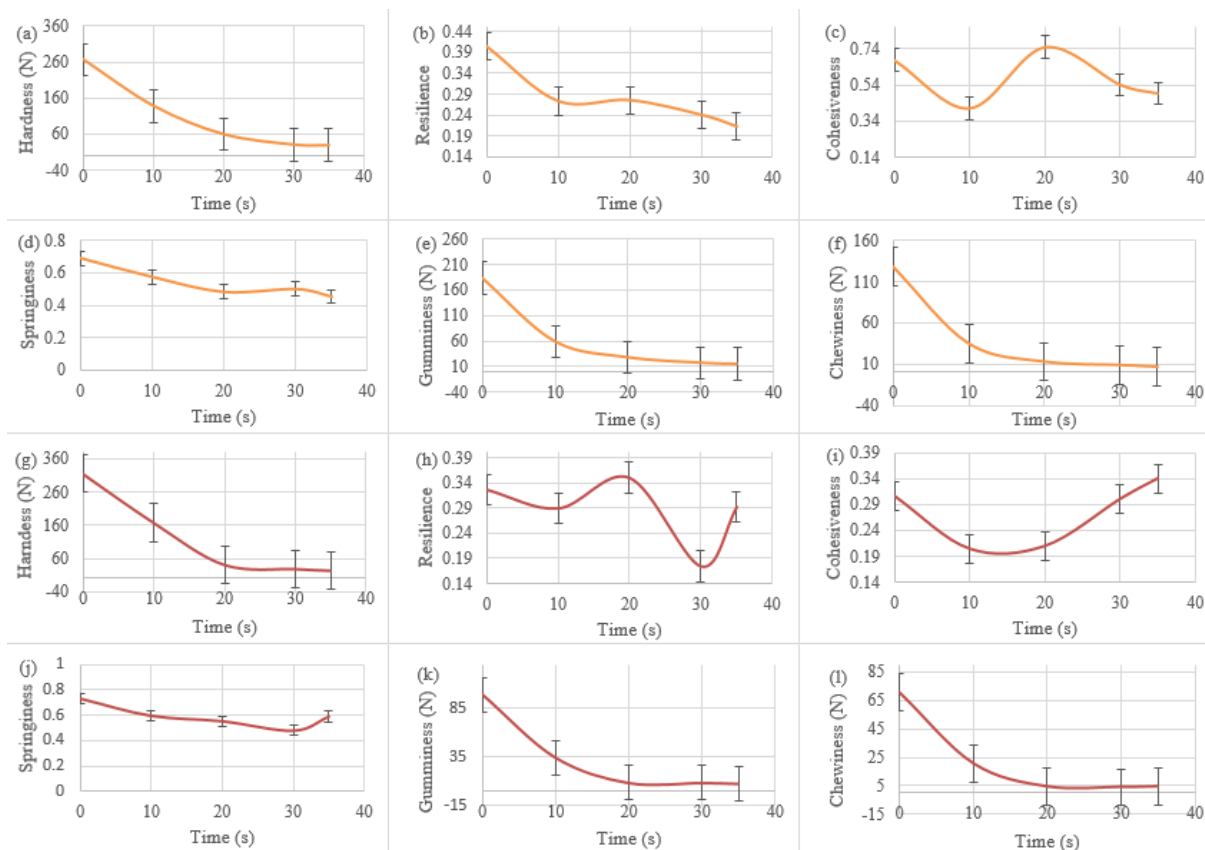 (a)
Hardness (N)
360
260
160
60
-40
0 10 20 30 40
Time (s)
(b)
Resilience
0.44
0.39
0.34
0.29
0.24
0.19
0.14
0 10 20 30 40
Time (s)
(c)
Cohesiveness
0.74
0.54
0.34
0.14
0 10 20 30 40
Time (s)
(d)
Springiness
0.8
0.6
0.4
0.2
0
0 10 20 30 40
Time (s)
(e)
Gumminess (N)
260
210
160
110
60
10
-40
0 10 20 30 40
Time (s)
(f)
Chewiness (N)
160
110
60
10
-40
0 10 20 30 40
Time (s)
(g)
Harndess (N)
360
260
160
60
-40
0 10 20 30 40
Time (s)
(h)
Resilience
0.39
0.34
0.29
0.24
0.19
0.14
0 10 20 30 40
Time (s)
(i)
Cohesiveness
0.39
0.34
0.29
0.24
0.19
0.14
0 10 20 30 40
Time (s)
(j)
Springiness
1
0.8
0.6
0.4
0.2
0
0 10 20 30 40
Time (s)
(k)
Gumminess (N)
85
35
-15
0 10 20 30 40
Time (s)
(l)
Chewiness (N)
85
65
45
25
5
-15
0 10 20 30 40
Time (s)